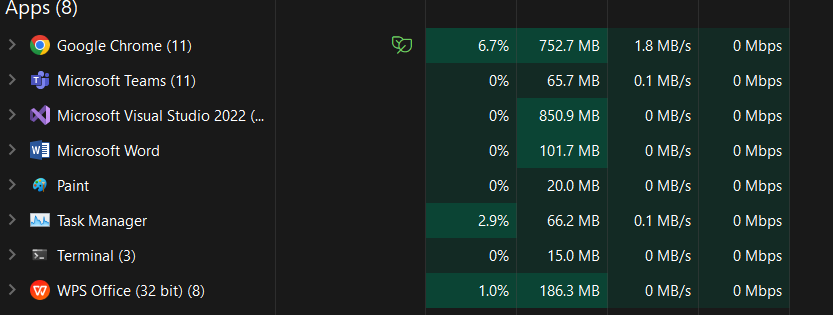 Apps (8)
Google Chrome (11) 6.7% 752.7 MB 1.8 MB/s 0 Mbps
Microsoft Teams (11) 0% 65.7 MB 0.1 MB/s 0 Mbps
Microsoft Visual Studio 2022 (... 0% 850.9 MB 0 MB/s 0 Mbps
Microsoft Word 0% 101.7 MB 0 MB/s 0 Mbps
Paint 0% 20.0 MB 0 MB/s 0 Mbps
Task Manager 2.9% 66.2 MB 0.1 MB/s 0 Mbps
Terminal (3) 0% 15.0 MB 0 MB/s 0 Mbps
WPS Office (32 bit) (8) 1.0% 186.3 MB 0 MB/s 0 Mbps